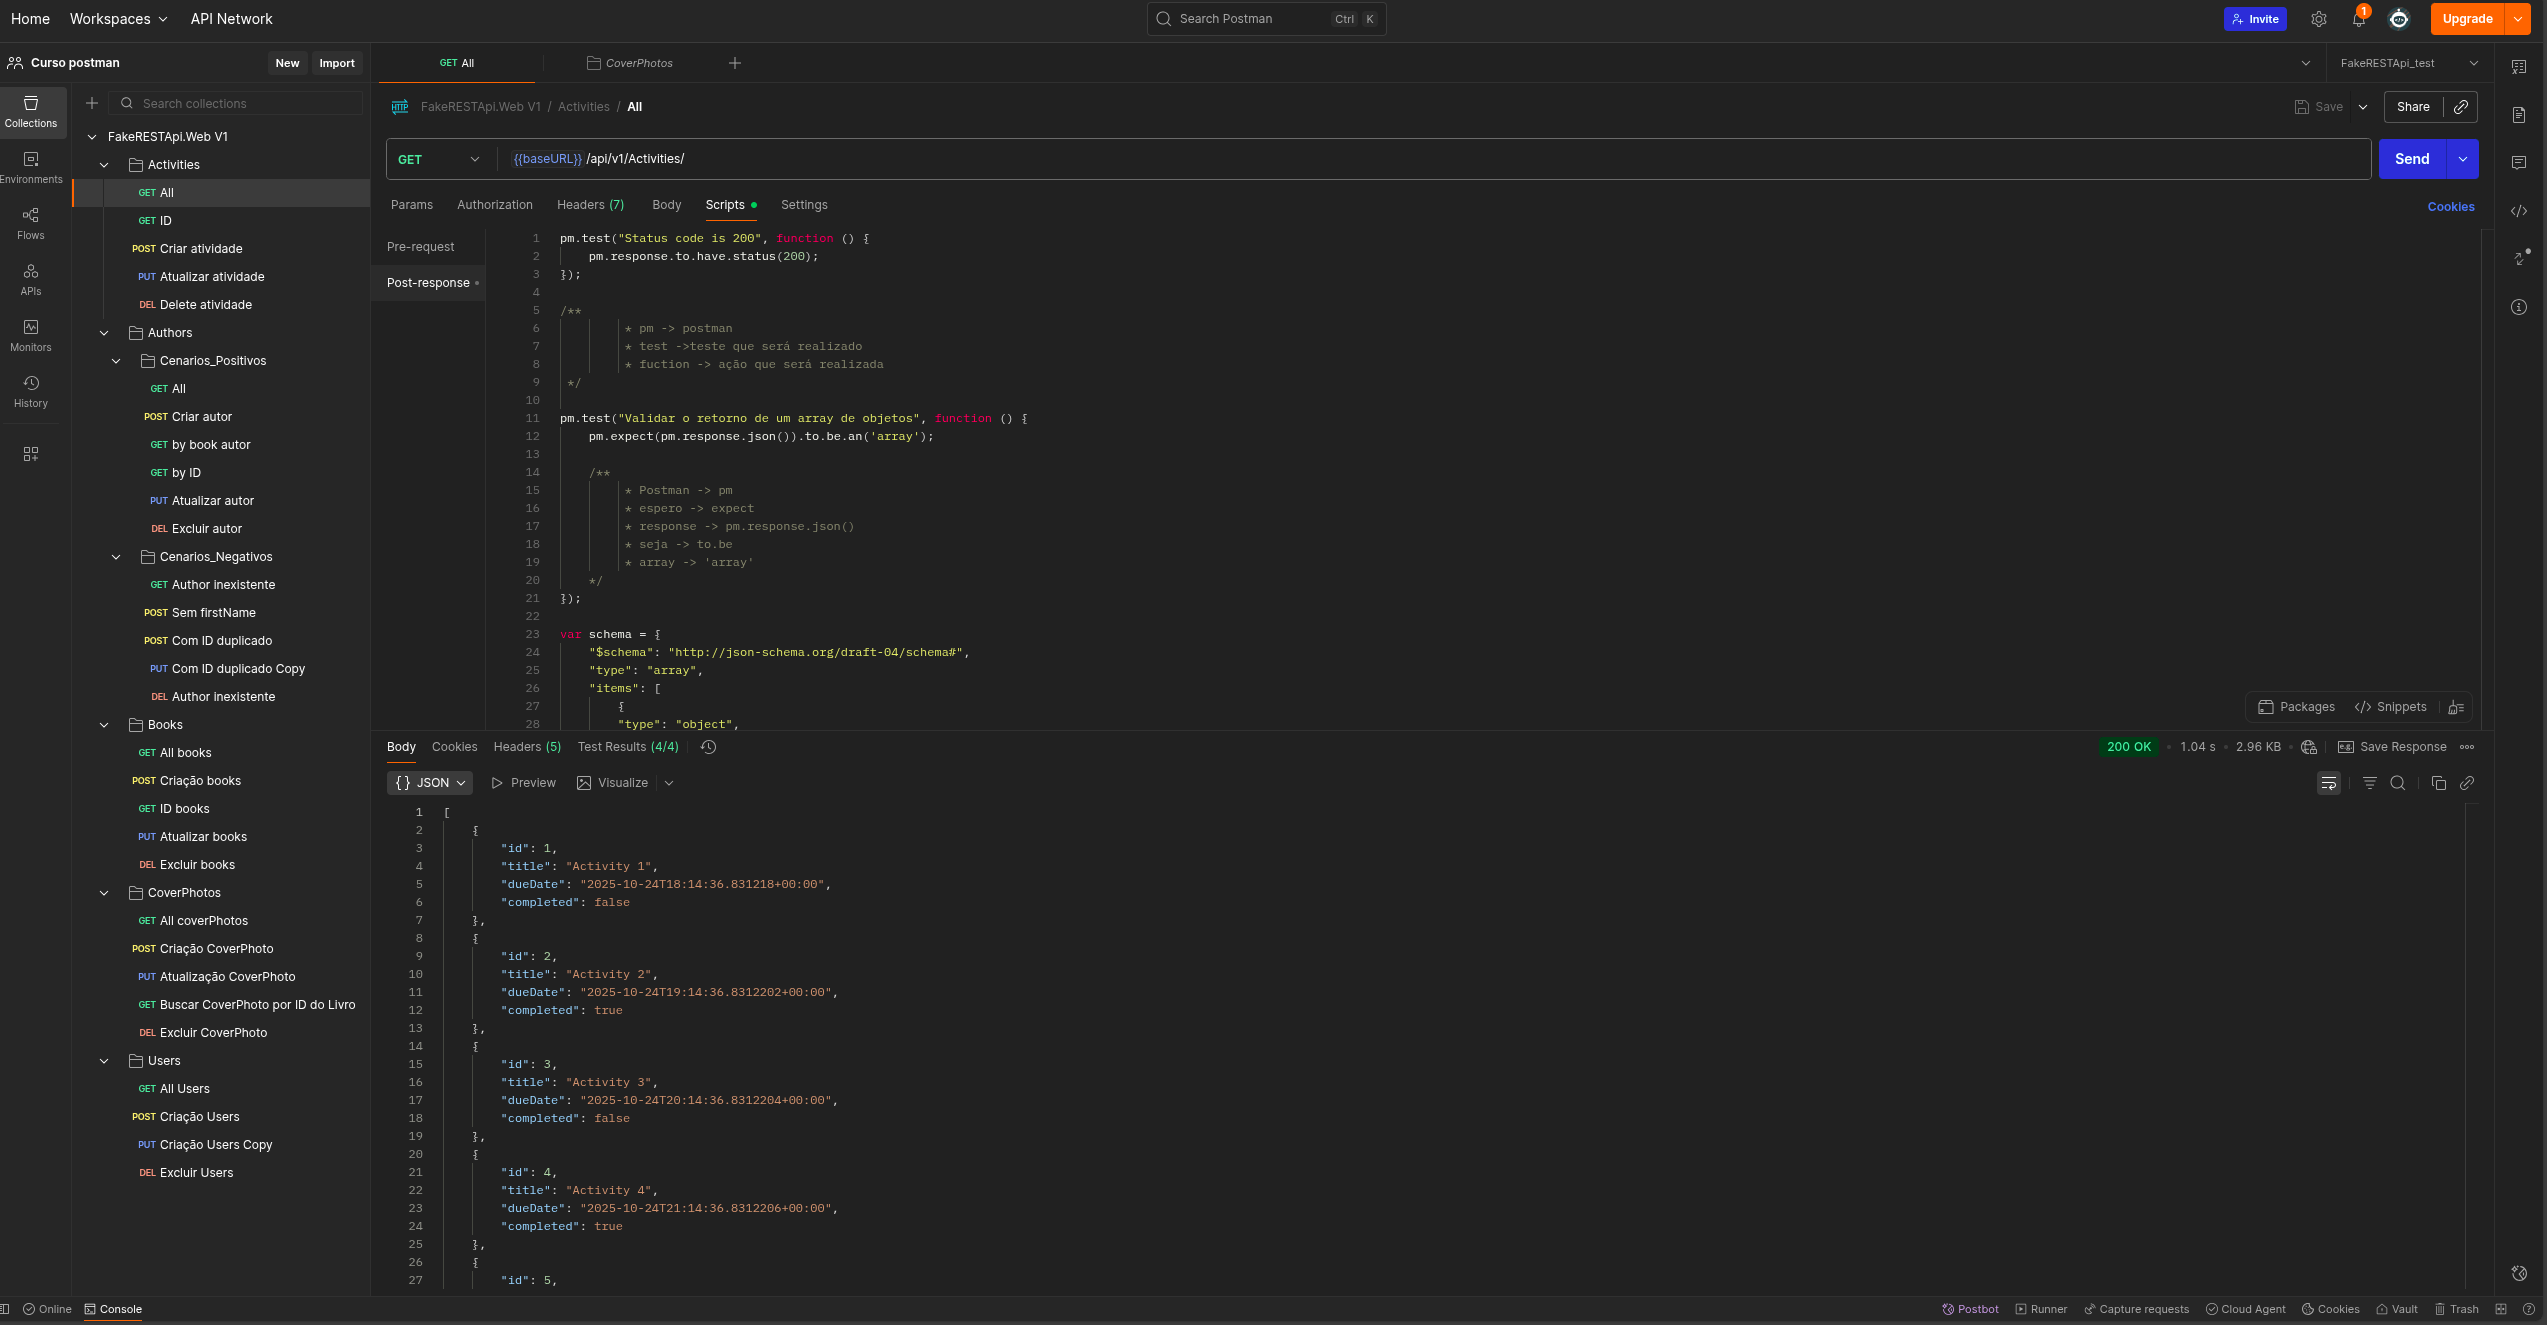 Home Workspaces API Network Search Postman Ctrl K Invite 1 Upgrade
Curso postman New Import GET All CoverPhotos FakeRESTApi_test
Collections
Environments
Flows
APIs
Monitors
History
Search collections
FakeRESTApi.Web V1
Activities
GET All
GET ID
POST Criar atividade
PUT Atualizar atividade
DEL Delete atividade
Authors
Cenarios_Positivos
GET All
POST Criar autor
GET by book autor
GET by ID
PUT Atualizar autor
DEL Excluir autor
Cenarios_Negativos
GET Author inexistente
POST Sem firstName
POST Com ID duplicado
PUT Com ID duplicado Copy
DEL Author inexistente
Books
GET All books
POST Criação books
GET ID books
PUT Atualizar books
DEL Excluir books
CoverPhotos
GET All coverPhotos
POST Criação CoverPhoto
PUT Atualização CoverPhoto
GET Buscar CoverPhoto por ID do Livro
DEL Excluir CoverPhoto
Users
GET All Users
POST Criação Users
PUT Criação Users Copy
DEL Excluir Users
HTTP FakeRESTApi.Web V1 / Activities / All Save Share
GET {{baseURL}} /api/v1/Activities/ Send
Params Authorization Headers (7) Body Scripts Settings Cookies
Pre-request
Post-response
1 pm.test("Status code is 200", function () {
2 pm.response.to.have.status(200);
3 });
4
5 /**
6 * pm -> postman
7 * test ->teste que será realizado
8 * fuction -> ação que será realizada
9 */
10
11 pm.test("Validar o retorno de um array de objetos", function () {
12 pm.expect(pm.response.json()).to.be.an('array');
13
14 /**
15 * Postman -> pm
16 * espero -> expect
17 * response -> pm.response.json()
18 * seja -> to.be
19 * array -> 'array'
20 */
21 });
22
23 var schema = {
24 "$schema": "http://json-schema.org/draft-04/schema#",
25 "type": "array",
26 "items": [
27 {
28 "type": "object",
Packages Snippets
Body Cookies Headers (5) Test Results (4/4) 200 OK 1.04 s 2.96 KB e.g. Save Response
{} JSON Preview Visualize
1 [
2 {
3 "id": 1,
4 "title": "Activity 1",
5 "dueDate": "2025-10-24T18:14:36.831218+00:00",
6 "completed": false
7 },
8 {
9 "id": 2,
10 "title": "Activity 2",
11 "dueDate": "2025-10-24T19:14:36.8312202+00:00",
12 "completed": true
13 },
14 {
15 "id": 3,
16 "title": "Activity 3",
17 "dueDate": "2025-10-24T20:14:36.8312204+00:00",
18 "completed": false
19 },
20 {
21 "id": 4,
22 "title": "Activity 4",
23 "dueDate": "2025-10-24T21:14:36.8312206+00:00",
24 "completed": true
25 },
26 {
27 "id": 5,
Online Console Postbot Runner Capture requests Cloud Agent Cookies Vault Trash